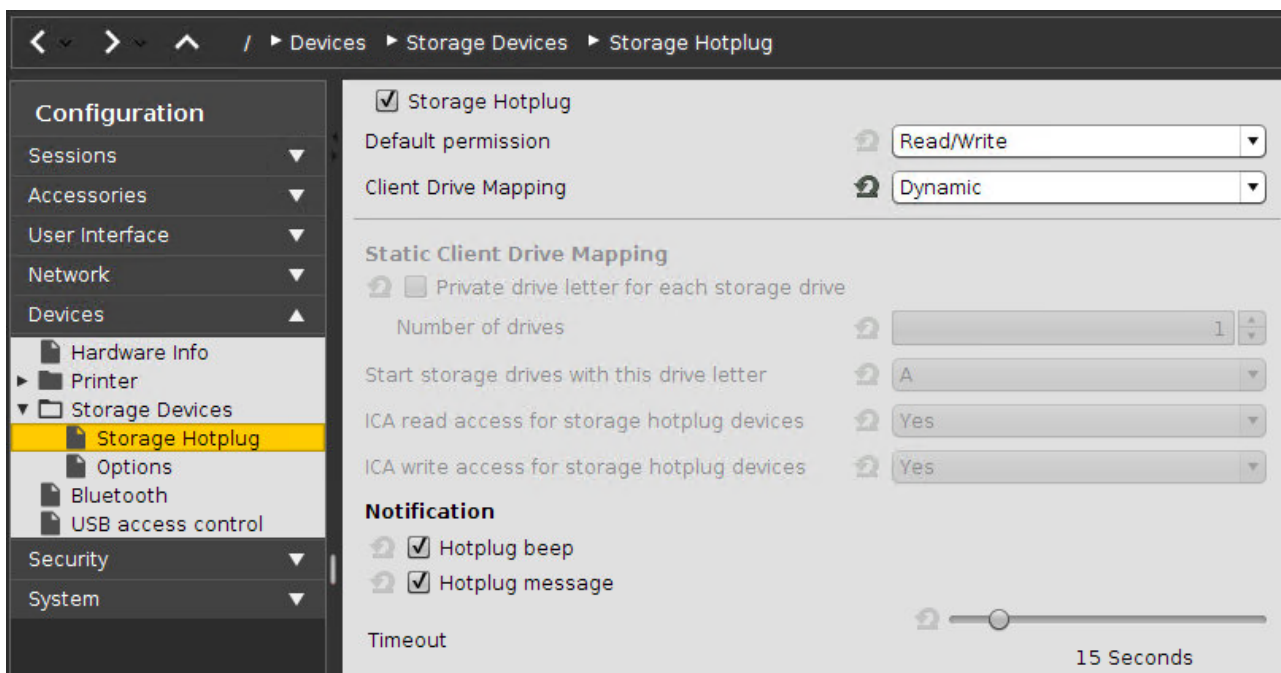 / Devices Storage Devices Storage Hotplug
Configuration
Sessions
Accessories
User Interface
Network
Devices
Hardware Info
Printer
Storage Devices
Storage Hotplug
Options
Bluetooth
USB access control
Security
System
Storage Hotplug
Default permission Read/Write
Client Drive Mapping Dynamic
Static Client Drive Mapping
Private drive letter for each storage drive
Number of drives 1
Start storage drives with this drive letter A
ICA read access for storage hotplug devices Yes
ICA write access for storage hotplug devices Yes
Notification
Hotplug beep
Hotplug message
Timeout
15 Seconds